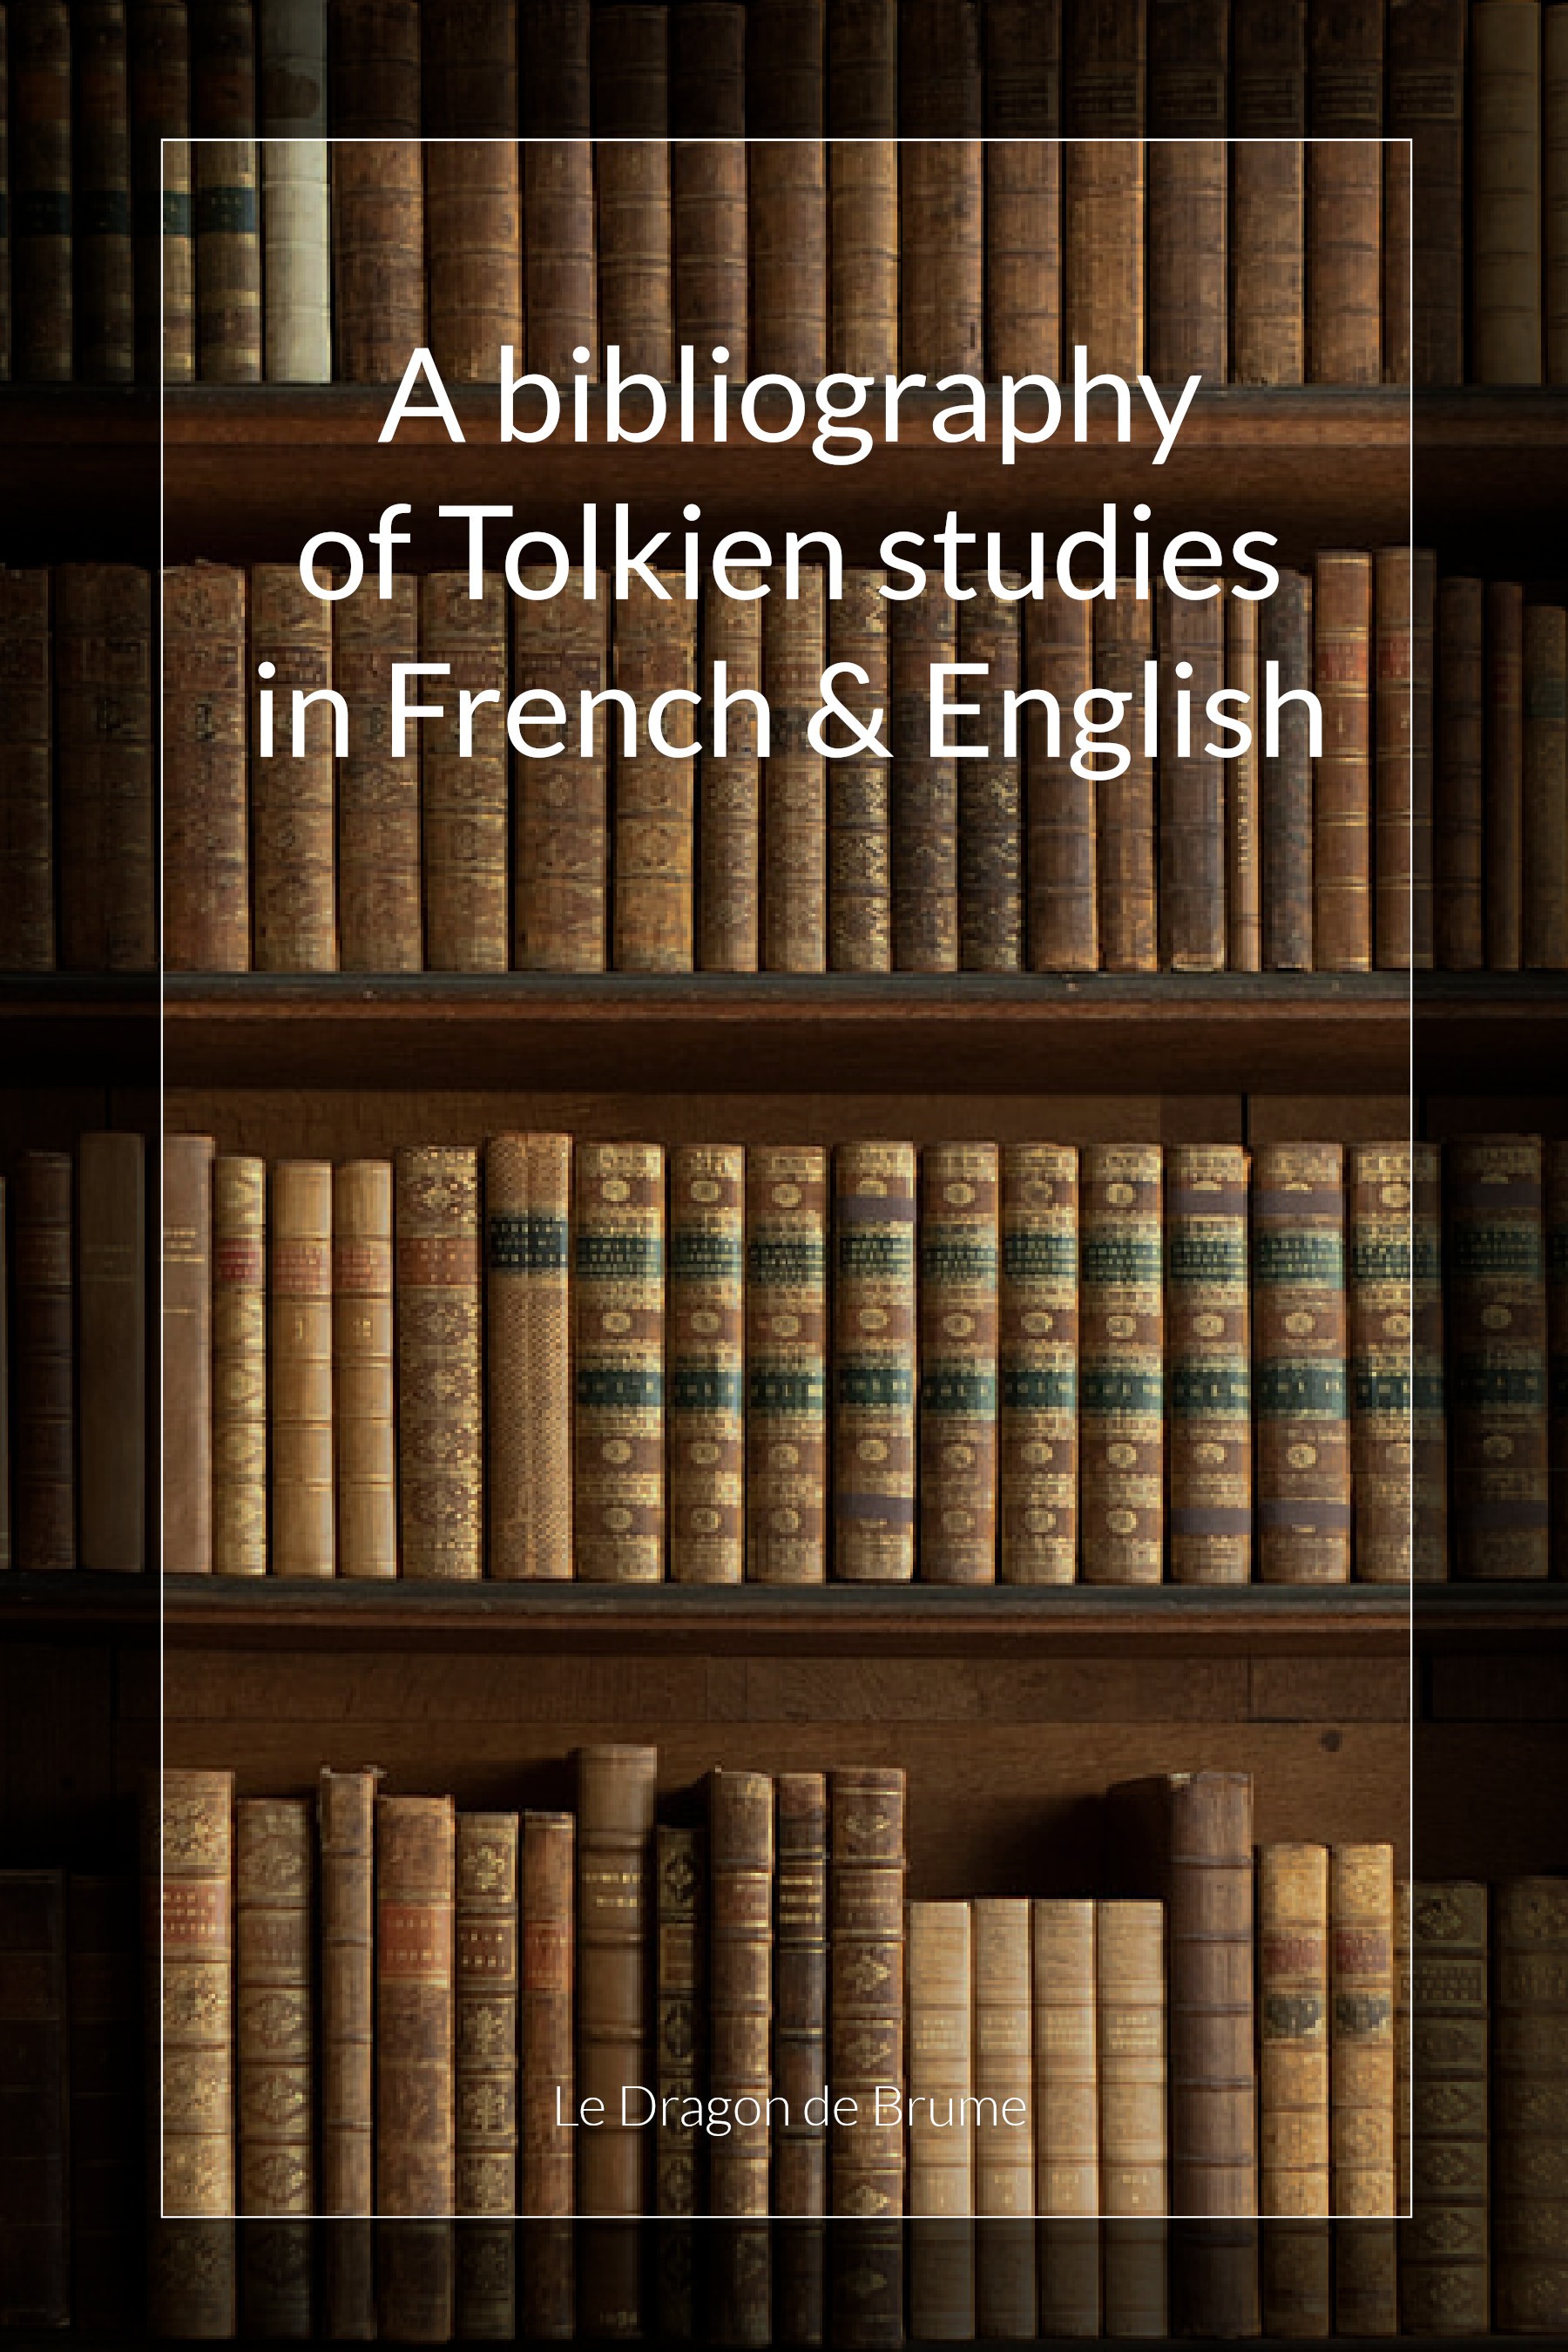 A bibliography
of Tolkien studies
in French & English
Le Dragon de Brume